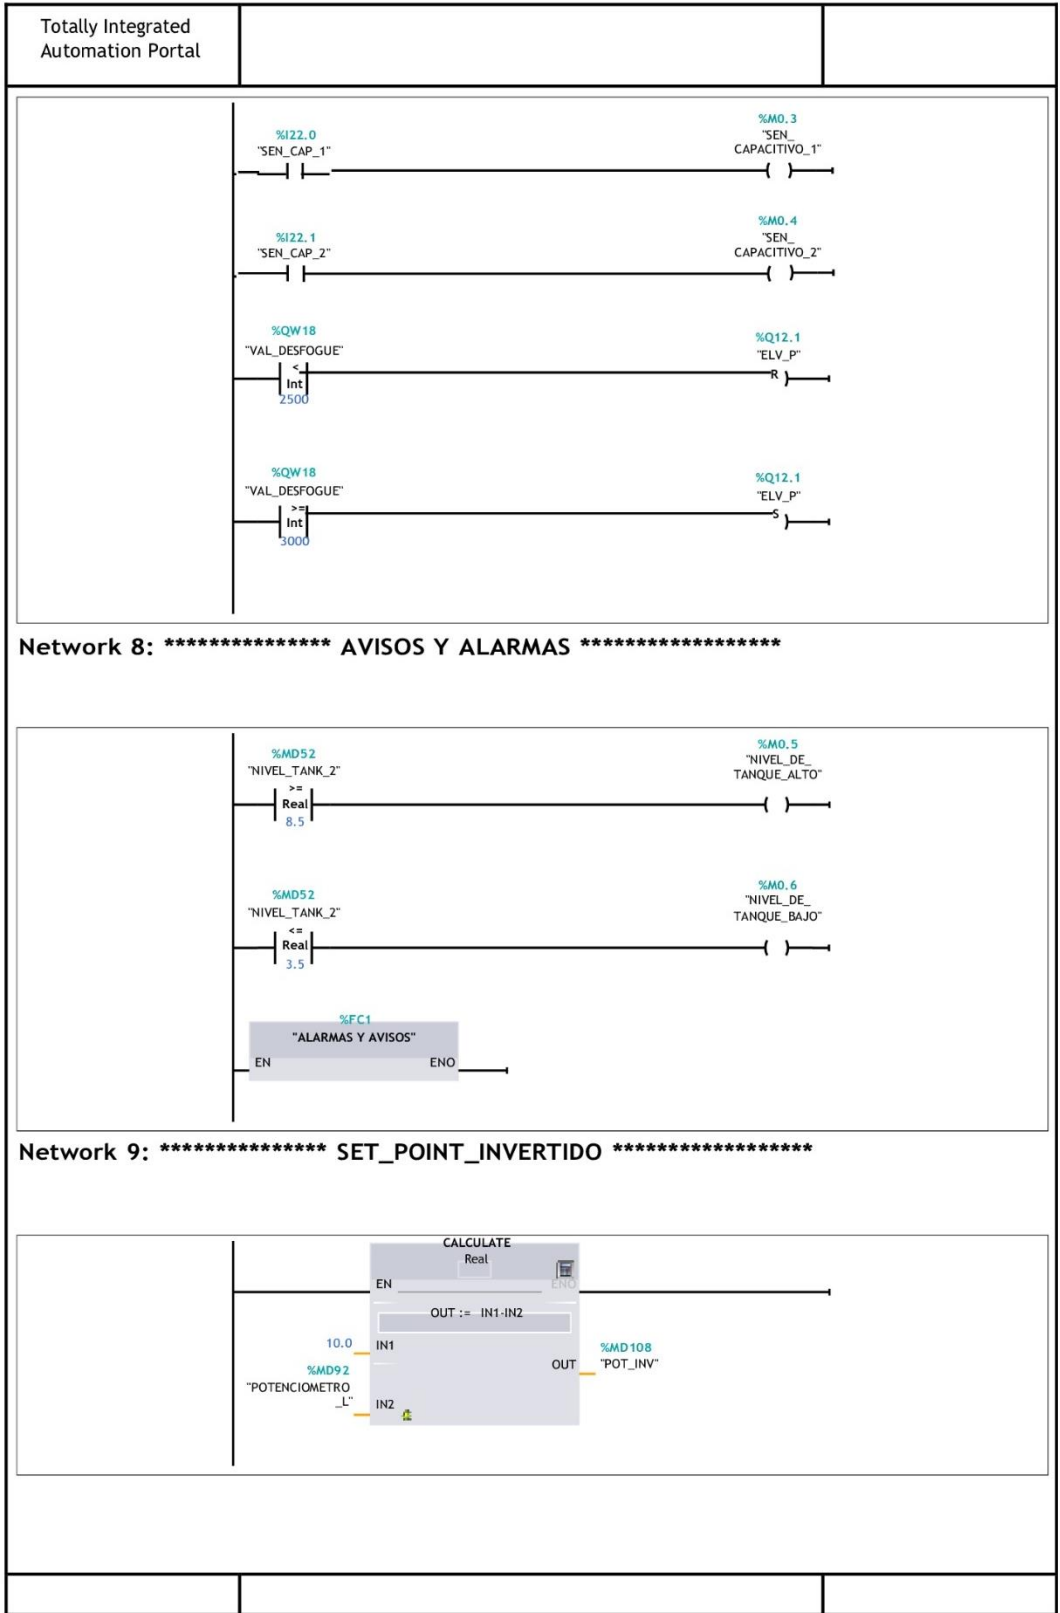 Totally Integrated
Automation Portal
%I22.0
"SEN_CAP_1"
%M0.3
"SEN_
CAPACITIVO_1"
%I22.1
"SEN_CAP_2"
%M0.4
"SEN_
CAPACITIVO_2"
%QW18
"VAL_DESFOGUE"
<
Int
2500
%Q12.1
"ELV_P"
R
%QW18
"VAL_DESFOGUE"
>=
Int
3000
%Q12.1
"ELV_P"
S
Network 8: *************** AVISOS Y ALARMAS ******************
%MD52
"NIVEL_TANK_2"
>=
Real
8.5
%M0.5
"NIVEL_DE_
TANQUE_ALTO"
%MD52
"NIVEL_TANK_2"
<=
Real
3.5
%M0.6
"NIVEL_DE_
TANQUE_BAJO"
%FC1
"ALARMAS Y AVISOS"
EN ENO
Network 9: *************** SET_POINT_INVERTIDO ******************
CALCULATE
Real
EN ENO
OUT := IN1-IN2
10.0 IN1
%MD92
"POTENCIOMETRO
_L" IN2
OUT
%MD108
"POT_INV"